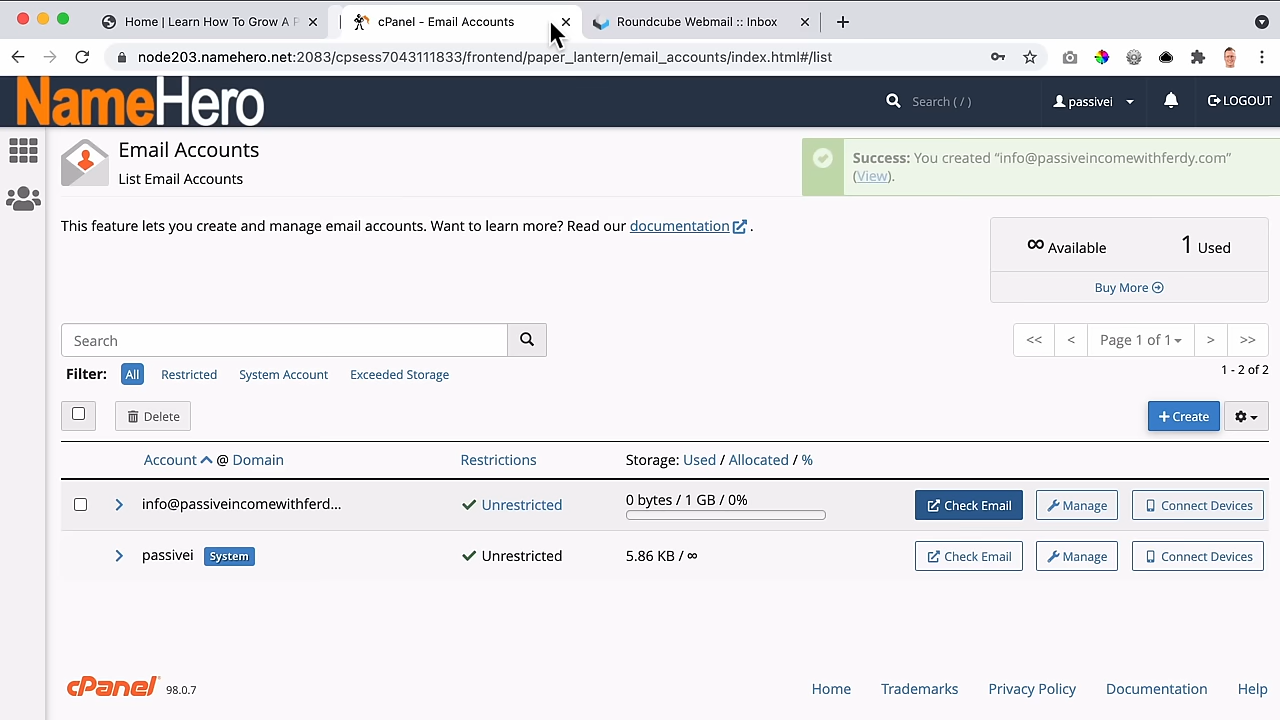 Home | Learn How To Grow A P
cPanel - Email Accounts
Roundcube Webmail :: Inbox
node203.namehero.net:2083/cpsess7043111833/frontend/paper_lantern/email_accounts/index.html#/list
NameHero
Search ( / )
passivei
LOGOUT
Email Accounts
List Email Accounts
Success: You created “info@passiveincomewithferdy.com”
(View).
This feature lets you create and manage email accounts. Want to learn more? Read our documentation .
∞ Available
1 Used
Buy More
Search
<< < Page 1 of 1 > >>
Filter: All Restricted System Account Exceeded Storage
1 - 2 of 2
Delete
+ Create
Account @ Domain
Restrictions
Storage: Used / Allocated / %
info@passiveincomewithferd...
Unrestricted
0 bytes / 1 GB / 0%
Check Email
Manage
Connect Devices
passivei System
Unrestricted
5.86 KB / ∞
Check Email
Manage
Connect Devices
cPanel 98.0.7
Home
Trademarks
Privacy Policy
Documentation
Help